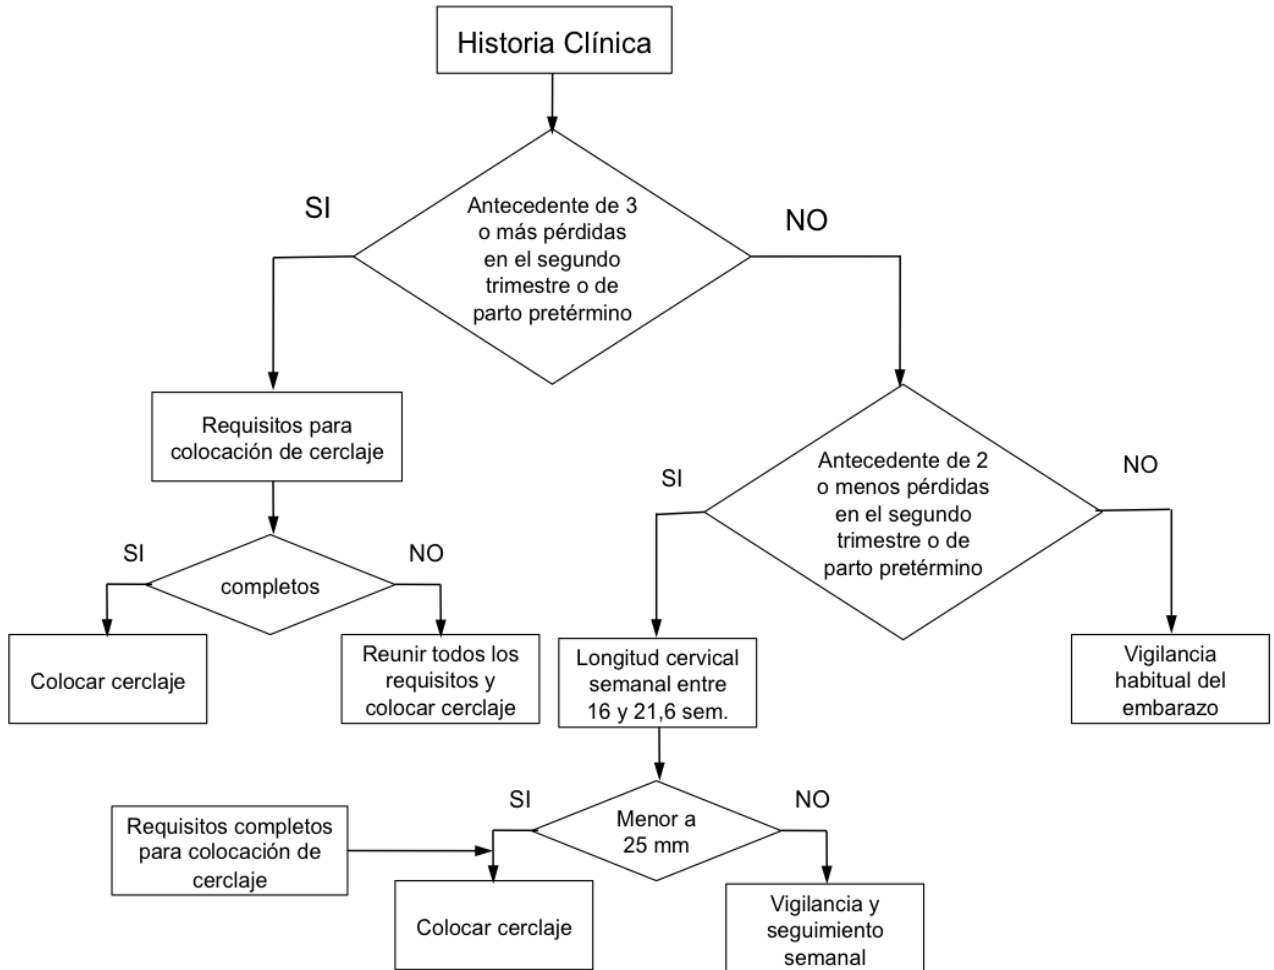 Historia Clínica
SI
Antecedente de 3
o más pérdidas
en el segundo
trimestre o de
parto pretérmino
NO
Requisitos para
colocación de cerclaje
SI
completos
NO
Colocar cerclaje
Reunir todos los
requisitos y
colocar cerclaje
SI
Antecedente de 2
o menos pérdidas
en el segundo
trimestre o de
parto pretérmino
NO
Longitud cervical
semanal entre
16 y 21,6 sem.
Vigilancia
habitual del
embarazo
SI
Menor a
25 mm
NO
Requisitos completos
para colocación de
cerclaje
Colocar cerclaje
Vigilancia y
seguimiento
semanal